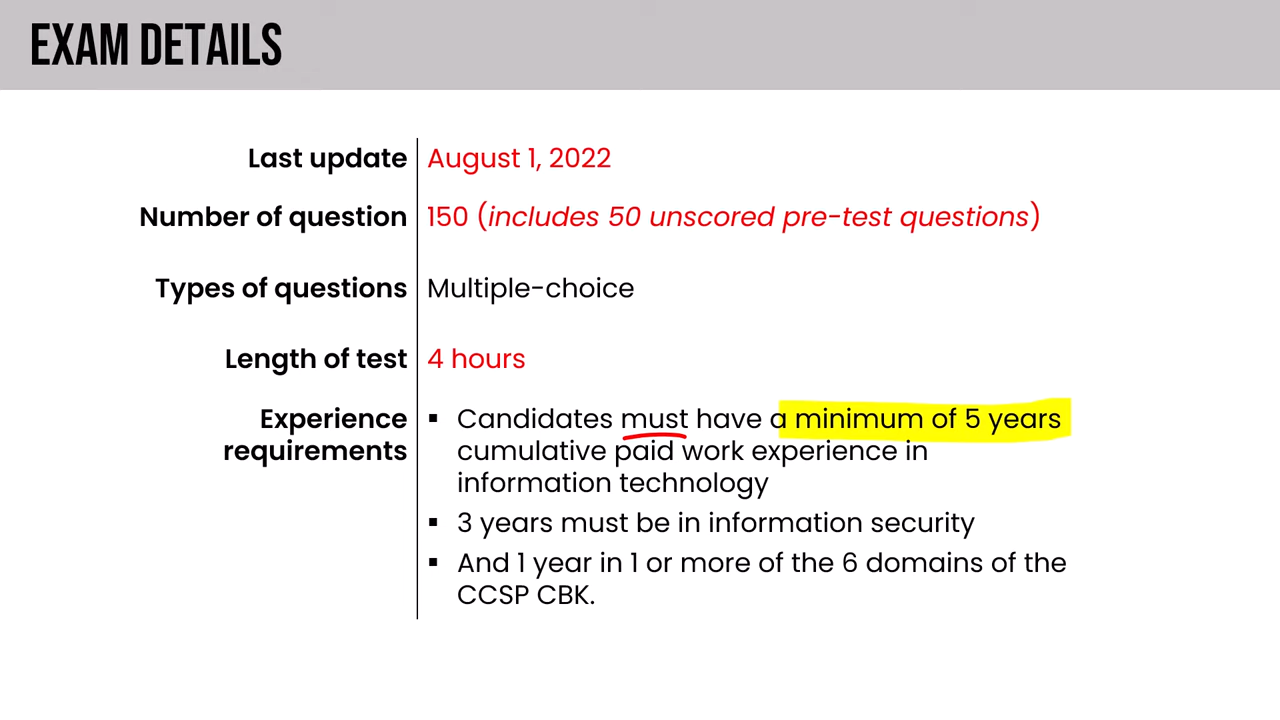 EXAM DETAILS
Last update August 1, 2022
Number of question 150 (includes 50 unscored pre-test questions)
Types of questions Multiple-choice
Length of test 4 hours
Experience requirements
▪ Candidates must have a minimum of 5 years
cumulative paid work experience in
information technology
▪ 3 years must be in information security
▪ And 1 year in 1 or more of the 6 domains of the
CCSP CBK.